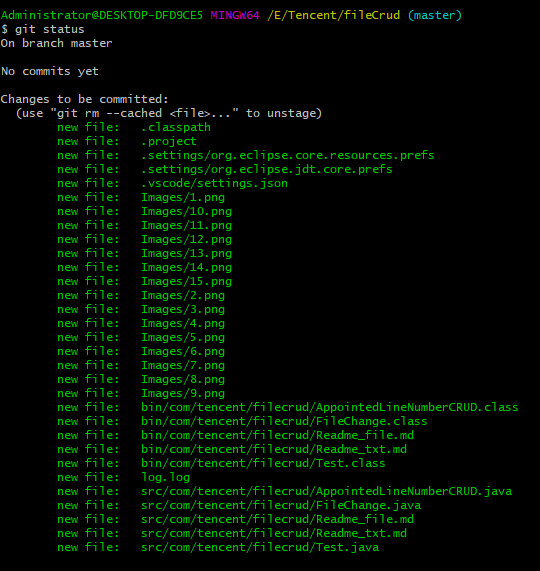 Administrator@DESKTOP-DFD9CE5 MINGW64 /E/Tencent/fileCrud (master)
$ git status
On branch master
No commits yet
Changes to be committed:
(use "git rm --cached <file>..." to unstage)
new file: .classpath
new file: .project
new file: .settings/org.eclipse.core.resources.prefs
new file: .settings/org.eclipse.jdt.core.prefs
new file: .vscode/settings.json
new file: Images/1.png
new file: Images/10.png
new file: Images/11.png
new file: Images/12.png
new file: Images/13.png
new file: Images/14.png
new file: Images/15.png
new file: Images/2.png
new file: Images/3.png
new file: Images/4.png
new file: Images/5.png
new file: Images/6.png
new file: Images/7.png
new file: Images/8.png
new file: Images/9.png
new file: bin/com/tencent/filecrud/AppointedLineNumberCRUD.class
new file: bin/com/tencent/filecrud/FileChange.class
new file: bin/com/tencent/filecrud/Readme_file.md
new file: bin/com/tencent/filecrud/Readme_txt.md
new file: bin/com/tencent/filecrud/Test.class
new file: log.log
new file: src/com/tencent/filecrud/AppointedLineNumberCRUD.java
new file: src/com/tencent/filecrud/FileChange.java
new file: src/com/tencent/filecrud/Readme_file.md
new file: src/com/tencent/filecrud/Readme_txt.md
new file: src/com/tencent/filecrud/Test.java